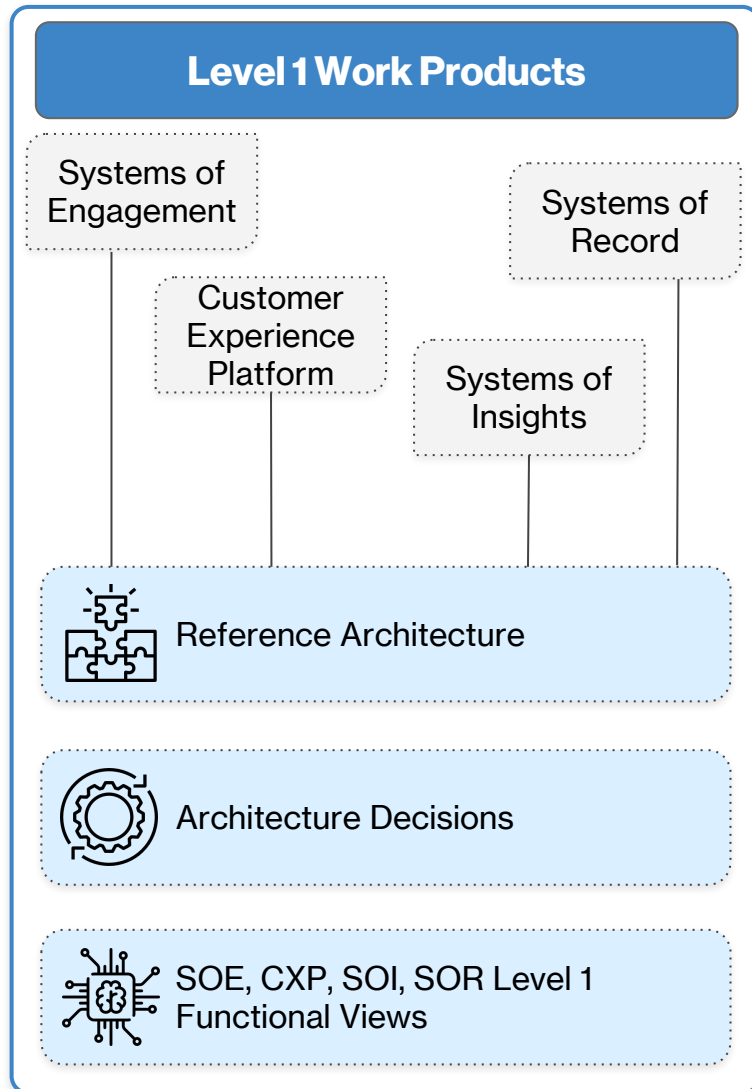 Level 1 Work Products
Systems of
Engagement
Systems of
Record
Customer
Experience
Platform
Systems of
Insights
Reference Architecture
Architecture Decisions
SOE, CXP, SOI, SOR Level 1
Functional Views